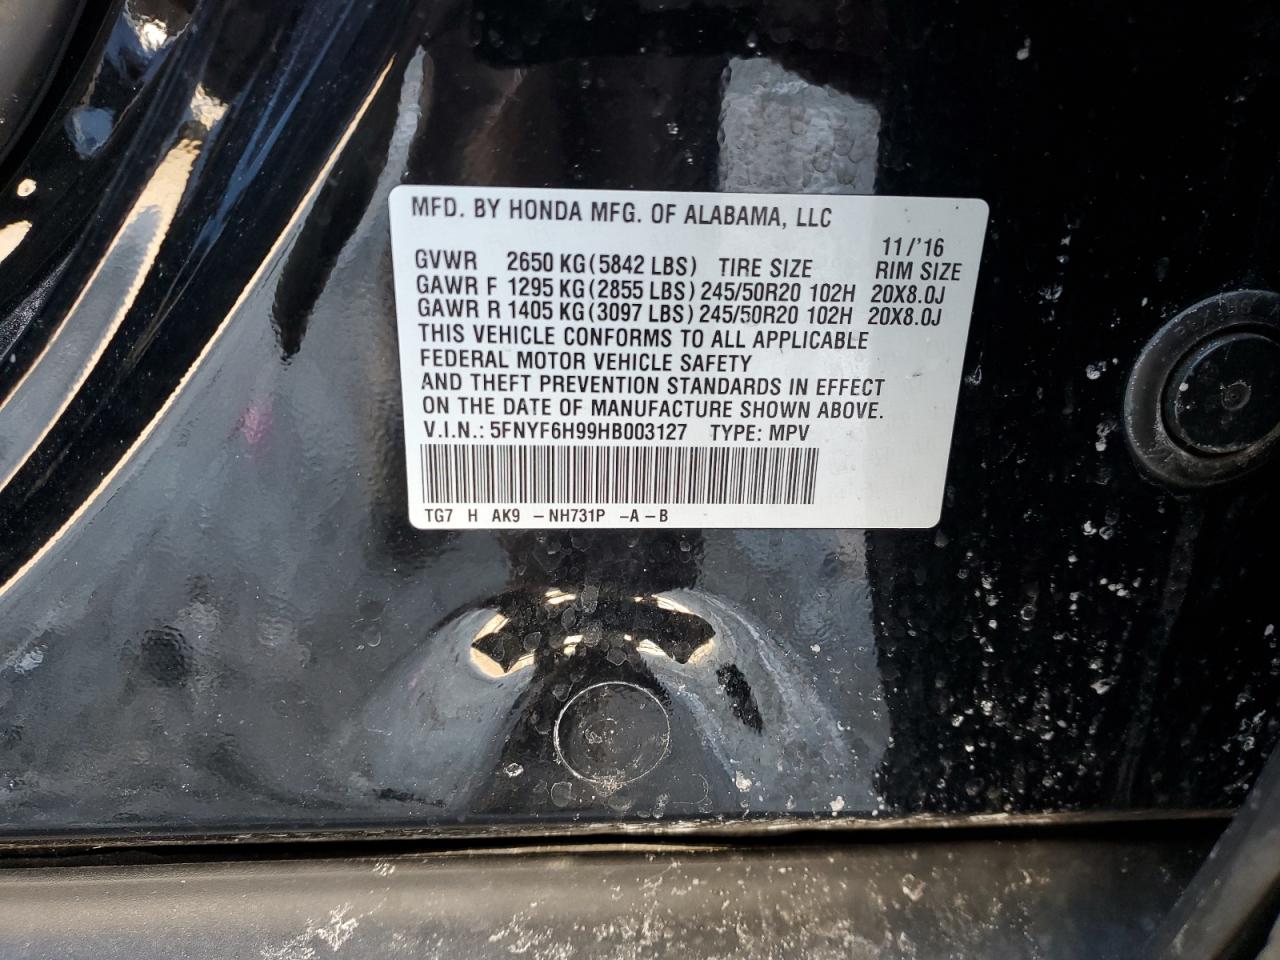 MFD. BY HONDA MFG. OF ALABAMA, LLC
11/'16
GVWR 2650 KG(5842 LBS) TIRE SIZE RIM SIZE
GAWR F 1295 KG(2855 LBS) 245/50R20 102H 20X8.0J
GAWR R 1405 KG(3097 LBS) 245/50R20 102H 20X8.0J
THIS VEHICLE CONFORMS TO ALL APPLICABLE
FEDERAL MOTOR VEHICLE SAFETY
AND THEFT PREVENTION STANDARDS IN EFFECT
ON THE DATE OF MANUFACTURE SHOWN ABOVE.
V.I.N.: 5FNYF6H99HB003127 TYPE: MPV
TG7 H AK9 -NH731P -A-B